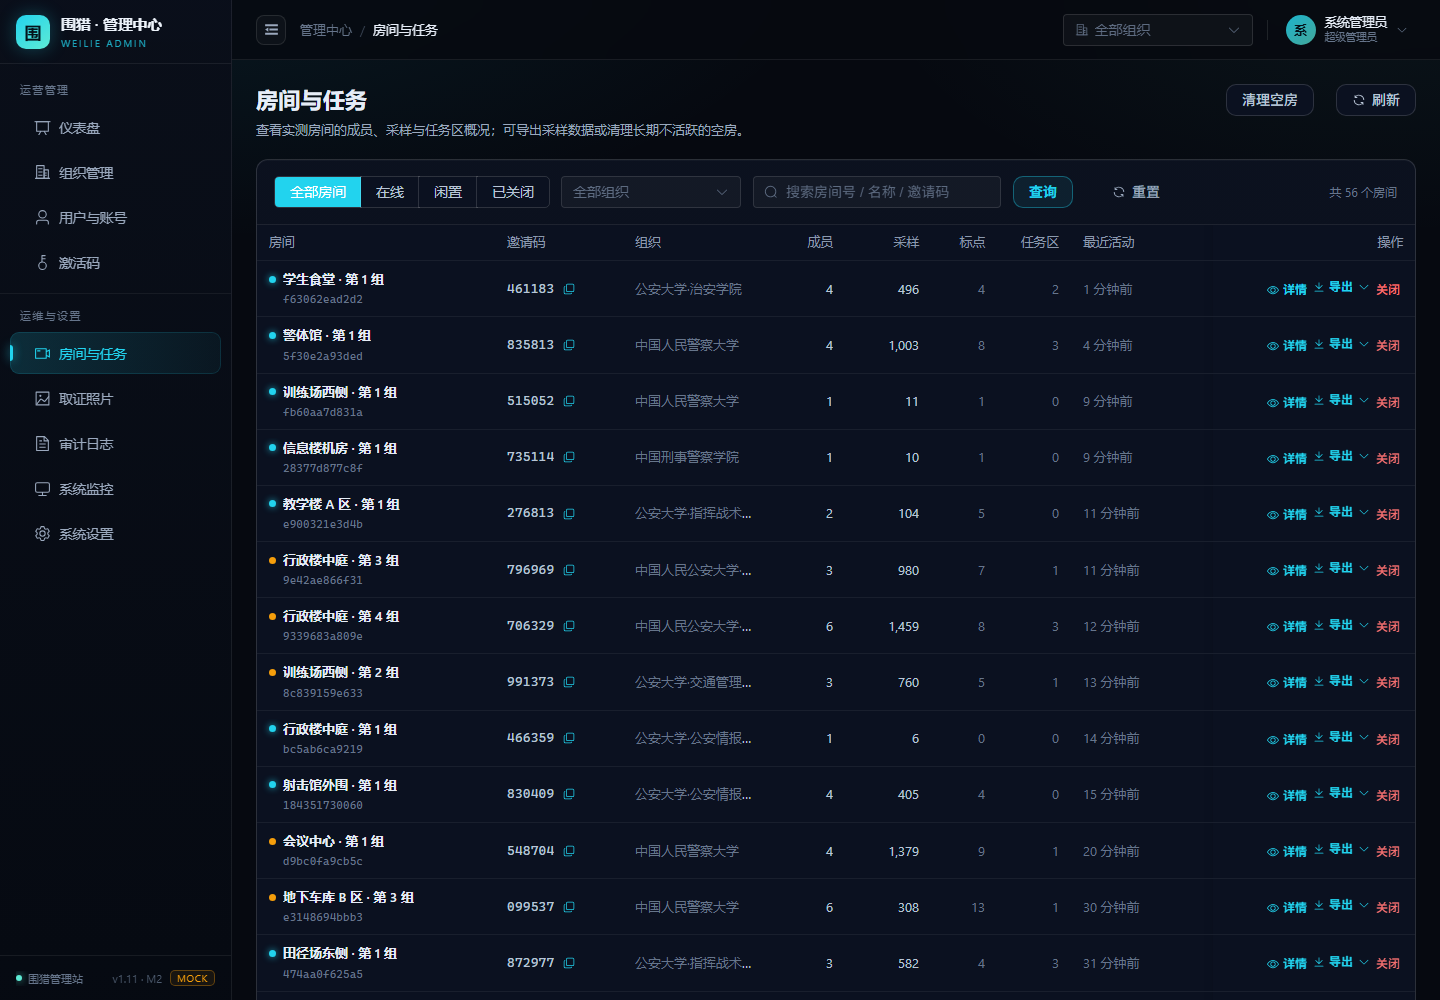 围猎 · 管理中心
WEILIE ADMIN
运营管理
仪表盘
组织管理
用户与账号
激活码
运维与设置
房间与任务
取证照片
审计日志
系统监控
系统设置
围猎管理站 v1.11 · M2 MOCK
管理中心 / 房间与任务
全部组织
系 系统管理员
超级管理员
房间与任务
查看实测房间的成员、采样与任务区概况；可导出采样数据或清理长期不活跃的空房。
清理空房 刷新
全部房间 在线 闲置 已关闭 全部组织 搜索房间号 / 名称 / 邀请码 查询 重置 共 56 个房间
房间 邀请码 组织 成员 采样 标点 任务区 最近活动 操作
学生食堂 · 第 1 组
f63062ead2d2
461183 公安大学·治安学院 4 496 4 2 1 分钟前 详情 导出 关闭
警体馆 · 第 1 组
5f30e2a93ded
835813 中国人民警察大学 4 1,003 8 3 4 分钟前 详情 导出 关闭
训练场西侧 · 第 1 组
fb60aa7d831a
515052 中国人民警察大学 1 11 1 0 9 分钟前 详情 导出 关闭
信息楼机房 · 第 1 组
28377d877c8f
735114 中国刑事警察学院 1 10 1 0 9 分钟前 详情 导出 关闭
教学楼 A 区 · 第 1 组
e900321e3d4b
276813 公安大学·指挥战术... 2 104 5 0 11 分钟前 详情 导出 关闭
行政楼中庭 · 第 3 组
9e42ae866f31
796969 中国人民公安大学·... 3 980 7 1 11 分钟前 详情 导出 关闭
行政楼中庭 · 第 4 组
9339683a809e
706329 中国人民公安大学·... 6 1,459 8 3 12 分钟前 详情 导出 关闭
训练场西侧 · 第 2 组
8c839159e633
991373 公安大学·交通管理... 3 760 5 1 13 分钟前 详情 导出 关闭
行政楼中庭 · 第 1 组
bc5ab6ca9219
466359 公安大学·公安情报... 1 6 0 0 14 分钟前 详情 导出 关闭
射击馆外围 · 第 1 组
184351730060
830409 公安大学·公安情报... 4 405 4 0 15 分钟前 详情 导出 关闭
会议中心 · 第 1 组
d9bc0fa9cb5c
548704 中国人民警察大学 4 1,379 9 1 20 分钟前 详情 导出 关闭
地下车库 B 区 · 第 3 组
e3148694bbb3
099537 中国人民警察大学 6 308 13 1 30 分钟前 详情 导出 关闭
田径场东侧 · 第 1 组
474aa0f625a5
872977 公安大学·指挥战术... 3 582 4 3 31 分钟前 详情 导出 关闭